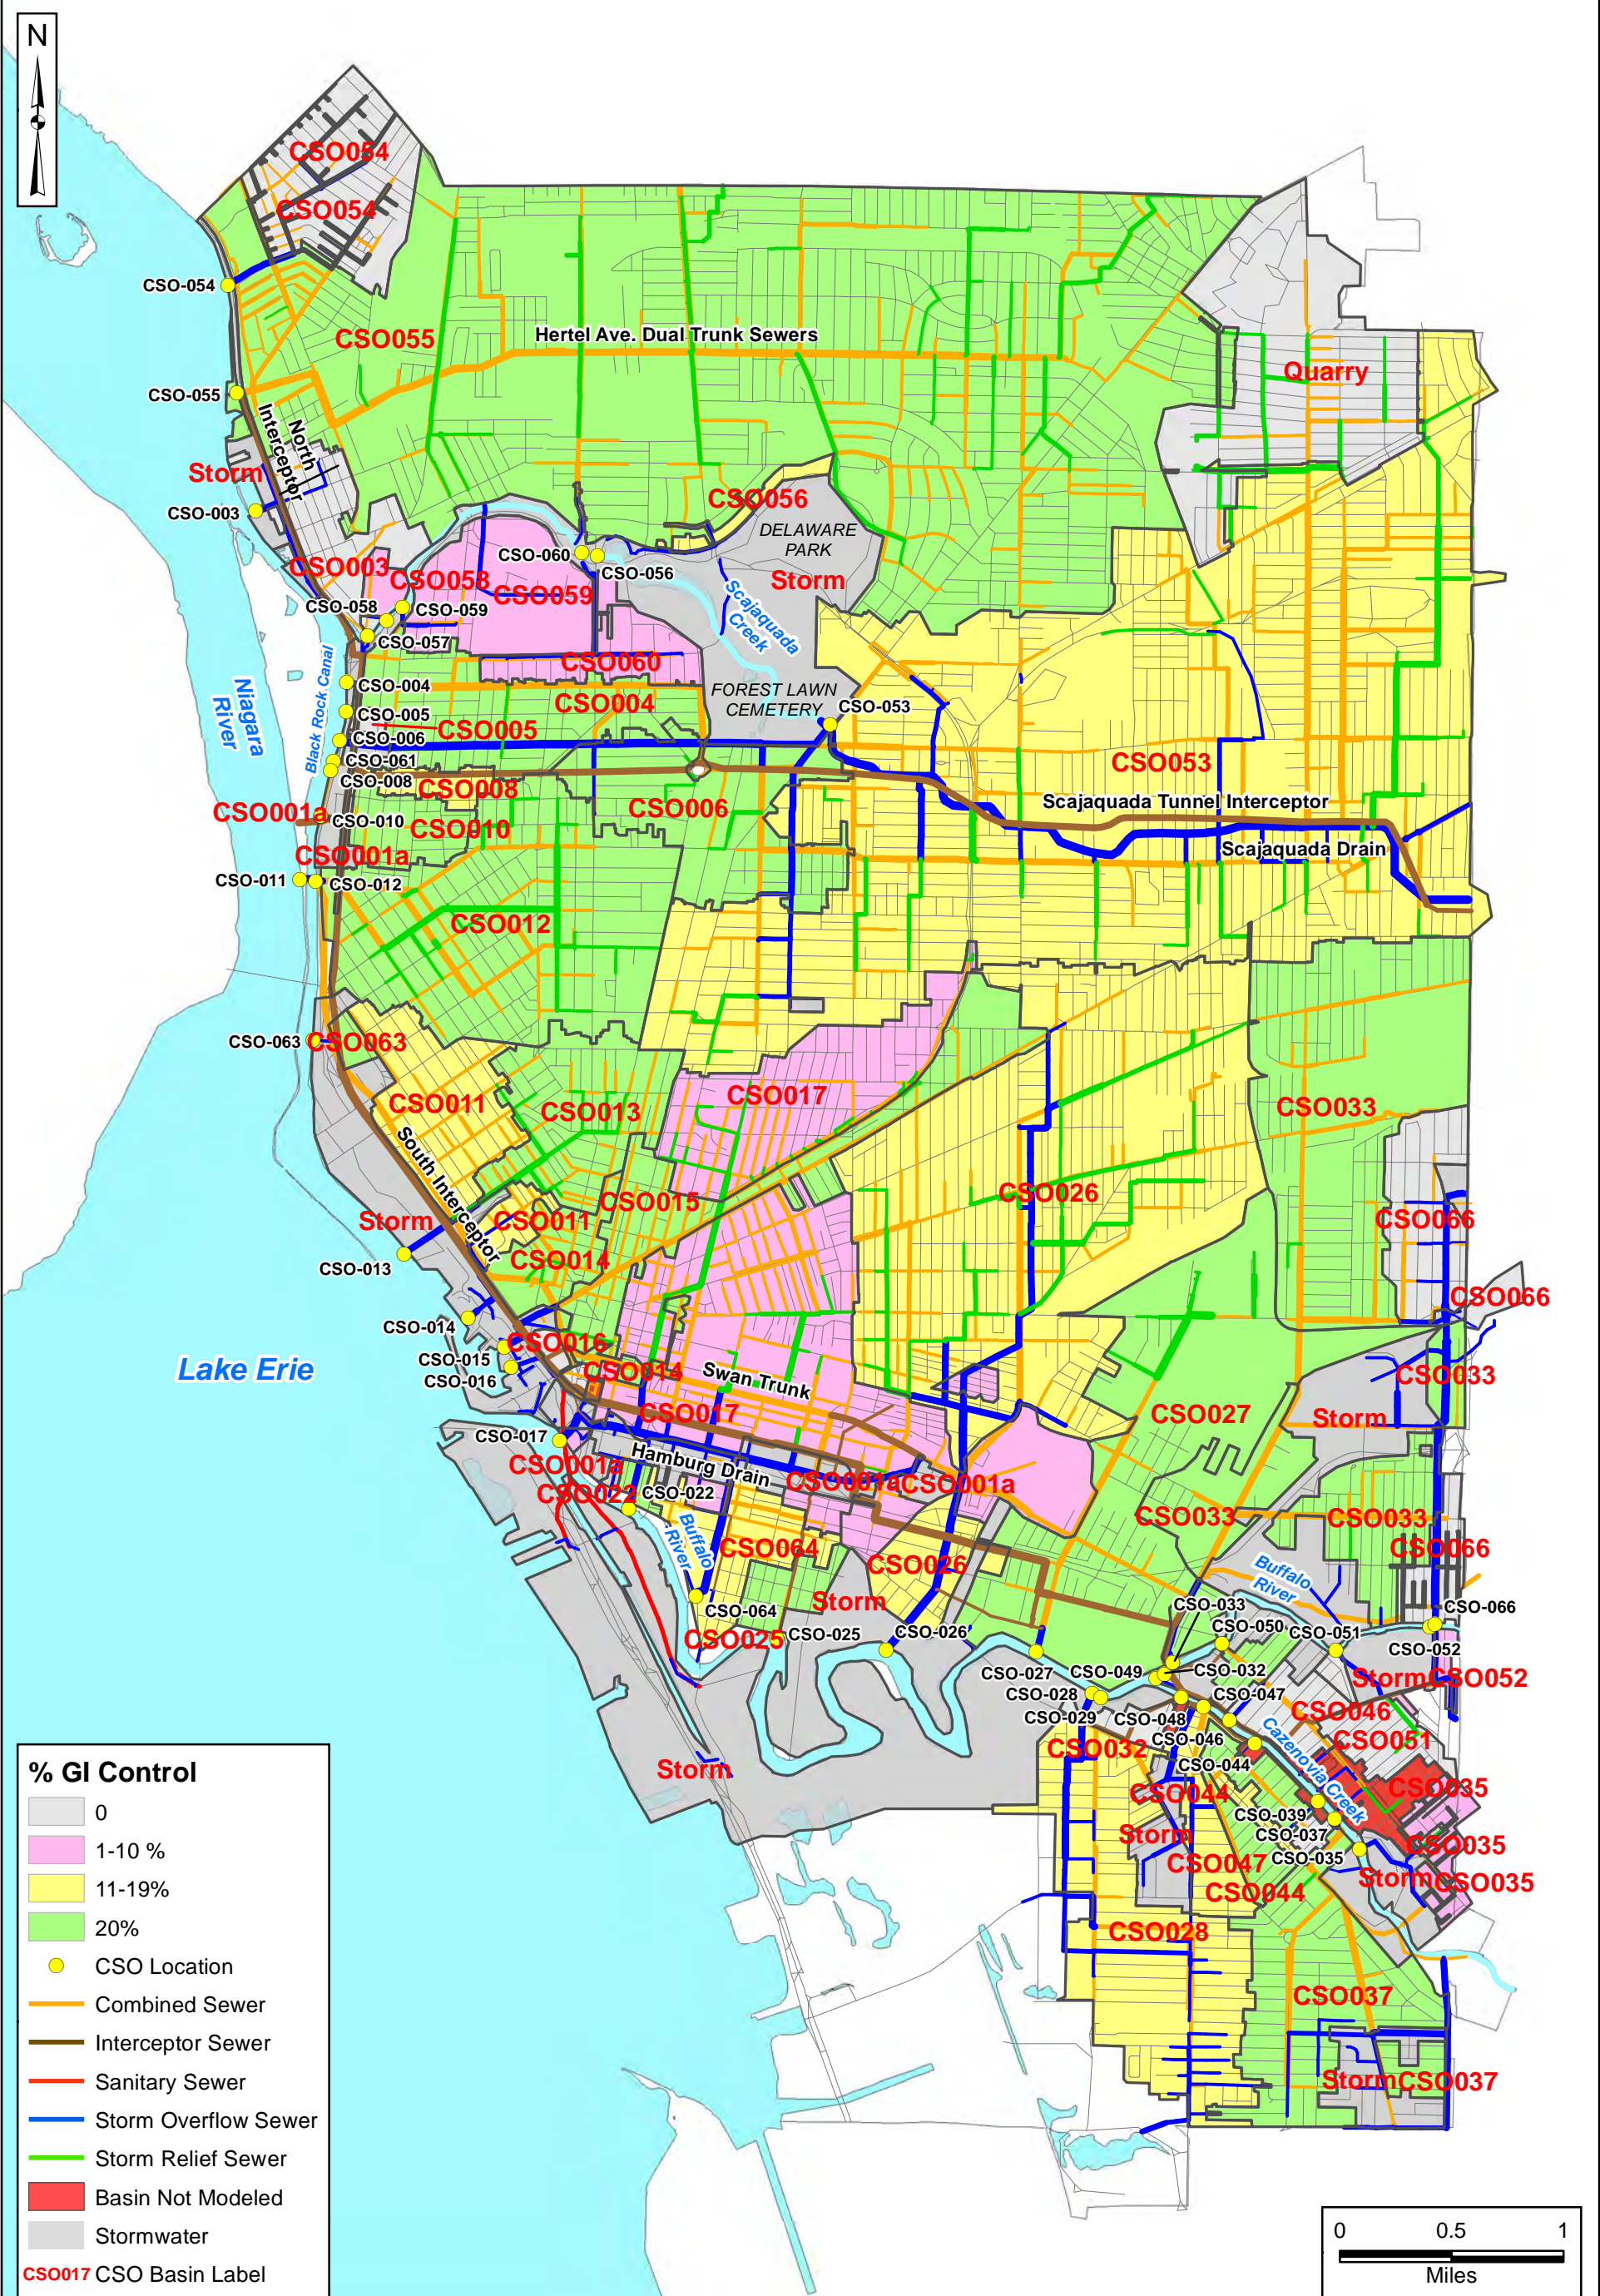 N
CSO054
CSO054
CSO-054
CSO055
Hertel Ave. Dual Trunk Sewers
Quarry
CSO-055
North
Interceptor
Storm
CSO056
CSO-003
DELAWARE
PARK
CSO-060
CSO-056
CSO003
CSO058
Storm
CSO059
CSO-058
CSO-059
Scajaquada
Creek
CSO-057
CSO060
Black Rock Canal
CSO-004
FOREST LAWN
CEMETERY
CSO004
Niagara
River
CSO-053
CSO-005
CSO005
CSO-006
CSO-061
CSO053
CSO-008
CSO008
Scajaquada Tunnel Interceptor
CSO001a
CSO006
CSO-010
CSO010
Scajaquada Drain
CSO001a
CSO-011
CSO-012
CSO012
CSO-063
CSO063
CSO011
CSO013
CSO017
CSO033
South Interceptor
CSO026
CSO015
Storm
CSO011
CSO066
CSO014
CSO-013
CSO066
CSO-014
CSO016
CSO-015
CSO-016
CSO014
Swan Trunk
CSO033
Lake Erie
CSO017
CSO027
Storm
CSO-017
Hamburg Drain
CSO001a
CSO001a
CSO001a
CSO022
CSO-022
CSO033
CSO033
Buffalo
River
CSO064
CSO026
CSO066
Buffalo
River
CSO-064
Storm
CSO-033
CSO-066
CSO025
CSO-025
CSO-026
CSO-050
CSO-051
CSO-052
CSO-027
CSO-049
CSO-032
Storm
CSO052
CSO-028
CSO-047
CSO-029
CSO-048
CSO046
CSO-046
Cazenovia Creek
CSO051
CSO032
CSO-044
Storm
CSO044
CSO035
CSO-039
Storm
CSO-037
CSO035
CSO-035
CSO047
Storm
CSO035
CSO044
CSO028
CSO037
Storm
CSO037
% GI Control
0
1-10 %
11-19%
20%
CSO Location
Combined Sewer
Interceptor Sewer
Sanitary Sewer
Storm Overflow Sewer
Storm Relief Sewer
Basin Not Modeled
Stormwater
CSO017 CSO Basin Label
0 0.5 1
Miles